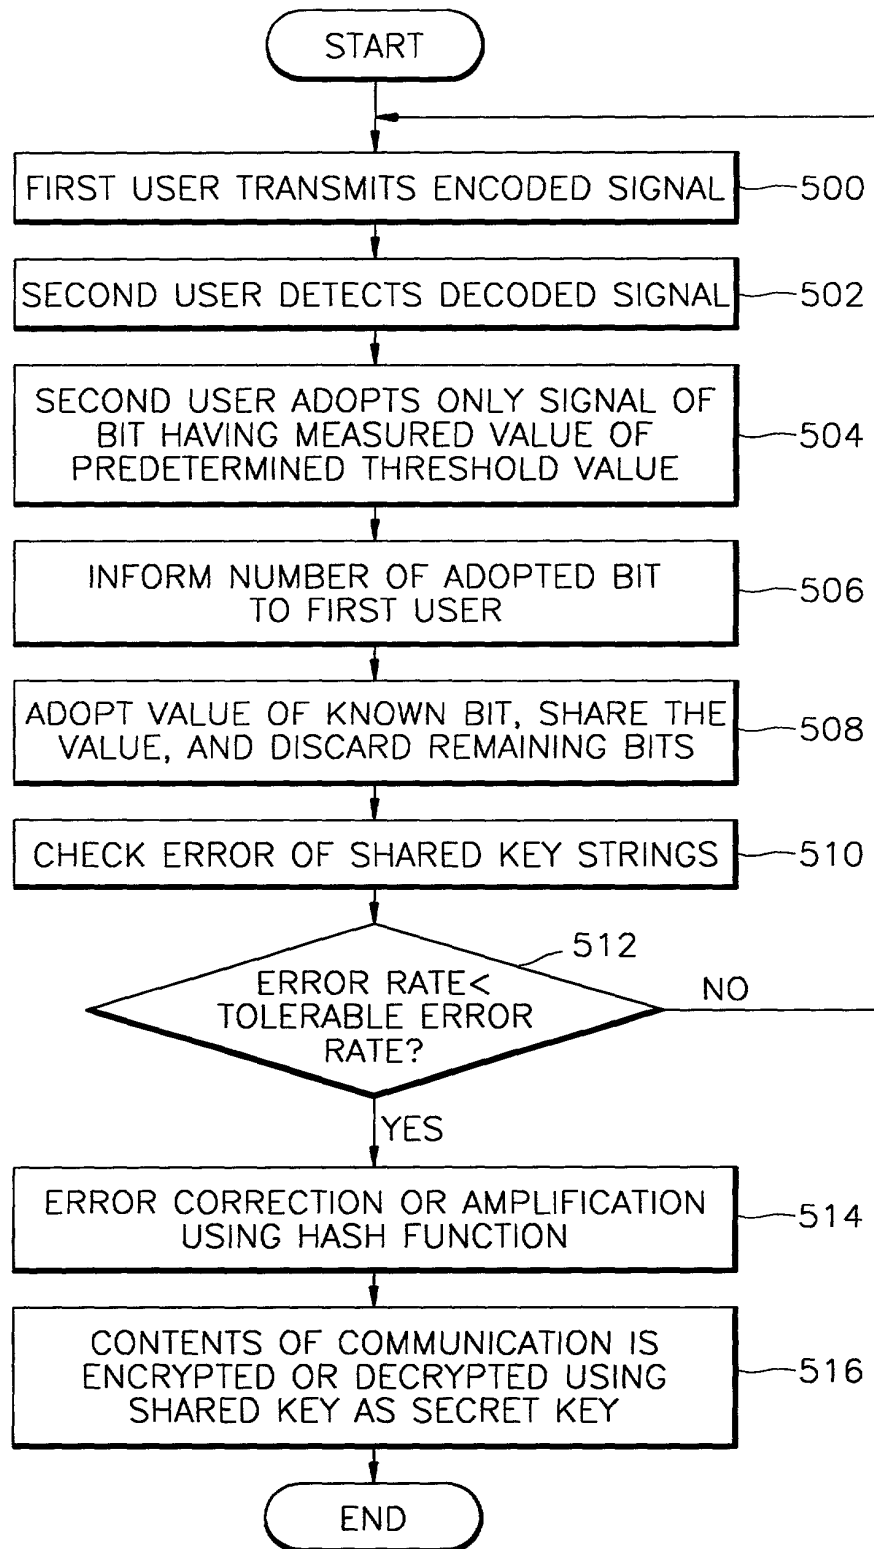 START
FIRST USER TRANSMITS ENCODED SIGNAL
500
SECOND USER DETECTS DECODED SIGNAL
502
SECOND USER ADOPTS ONLY SIGNAL OF
BIT HAVING MEASURED VALUE OF
PREDETERMINED THRESHOLD VALUE
504
INFORM NUMBER OF ADOPTED BIT
TO FIRST USER
506
ADOPT VALUE OF KNOWN BIT, SHARE THE
VALUE, AND DISCARD REMAINING BITS
508
CHECK ERROR OF SHARED KEY STRINGS
510
512
ERROR RATE<
TOLERABLE ERROR
RATE?
NO
YES
ERROR CORRECTION OR AMPLIFICATION
USING HASH FUNCTION
514
CONTENTS OF COMMUNICATION IS
ENCRYPTED OR DECRYPTED USING
SHARED KEY AS SECRET KEY
516
END